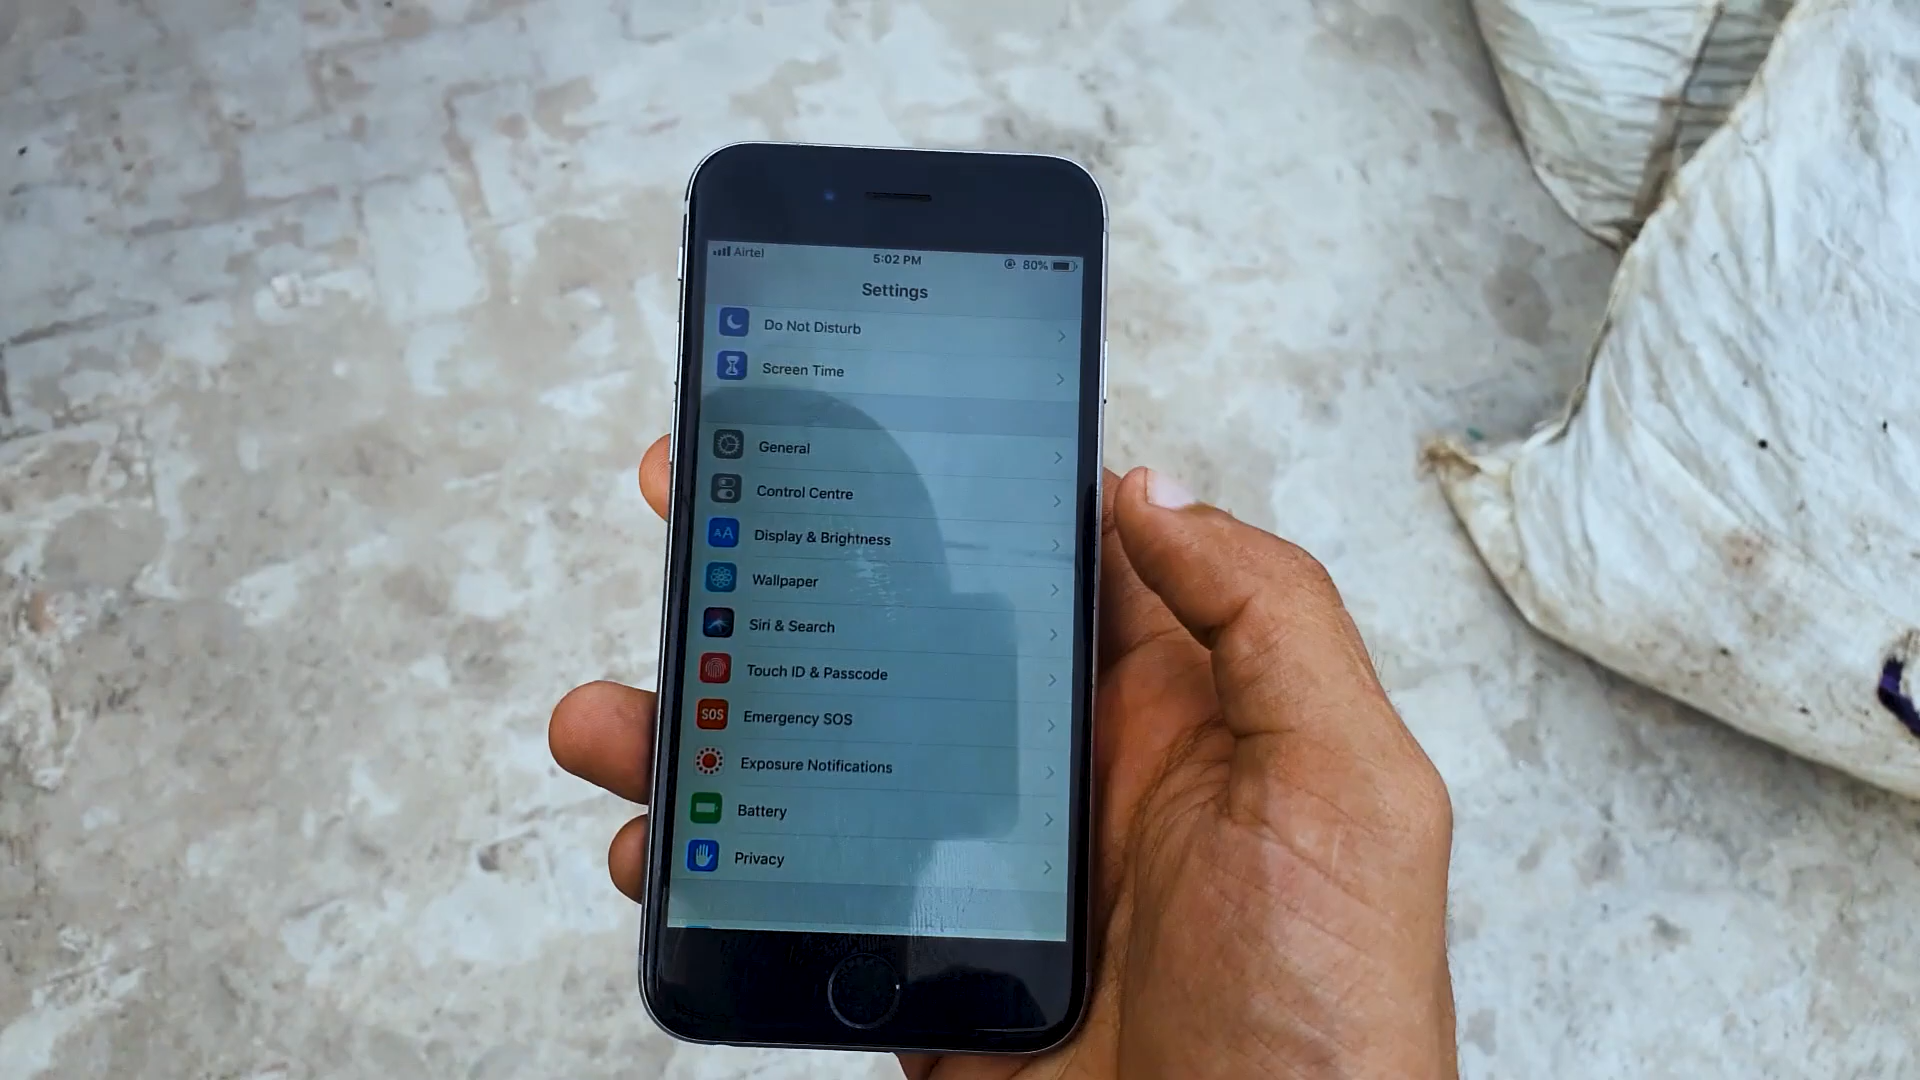 Airtel 5:02 PM 80%
Settings
Do Not Disturb
Screen Time
General
Control Centre
AA Display & Brightness
Wallpaper
Siri & Search
Touch ID & Passcode
SOS Emergency SOS
Exposure Notifications
Battery
Privacy